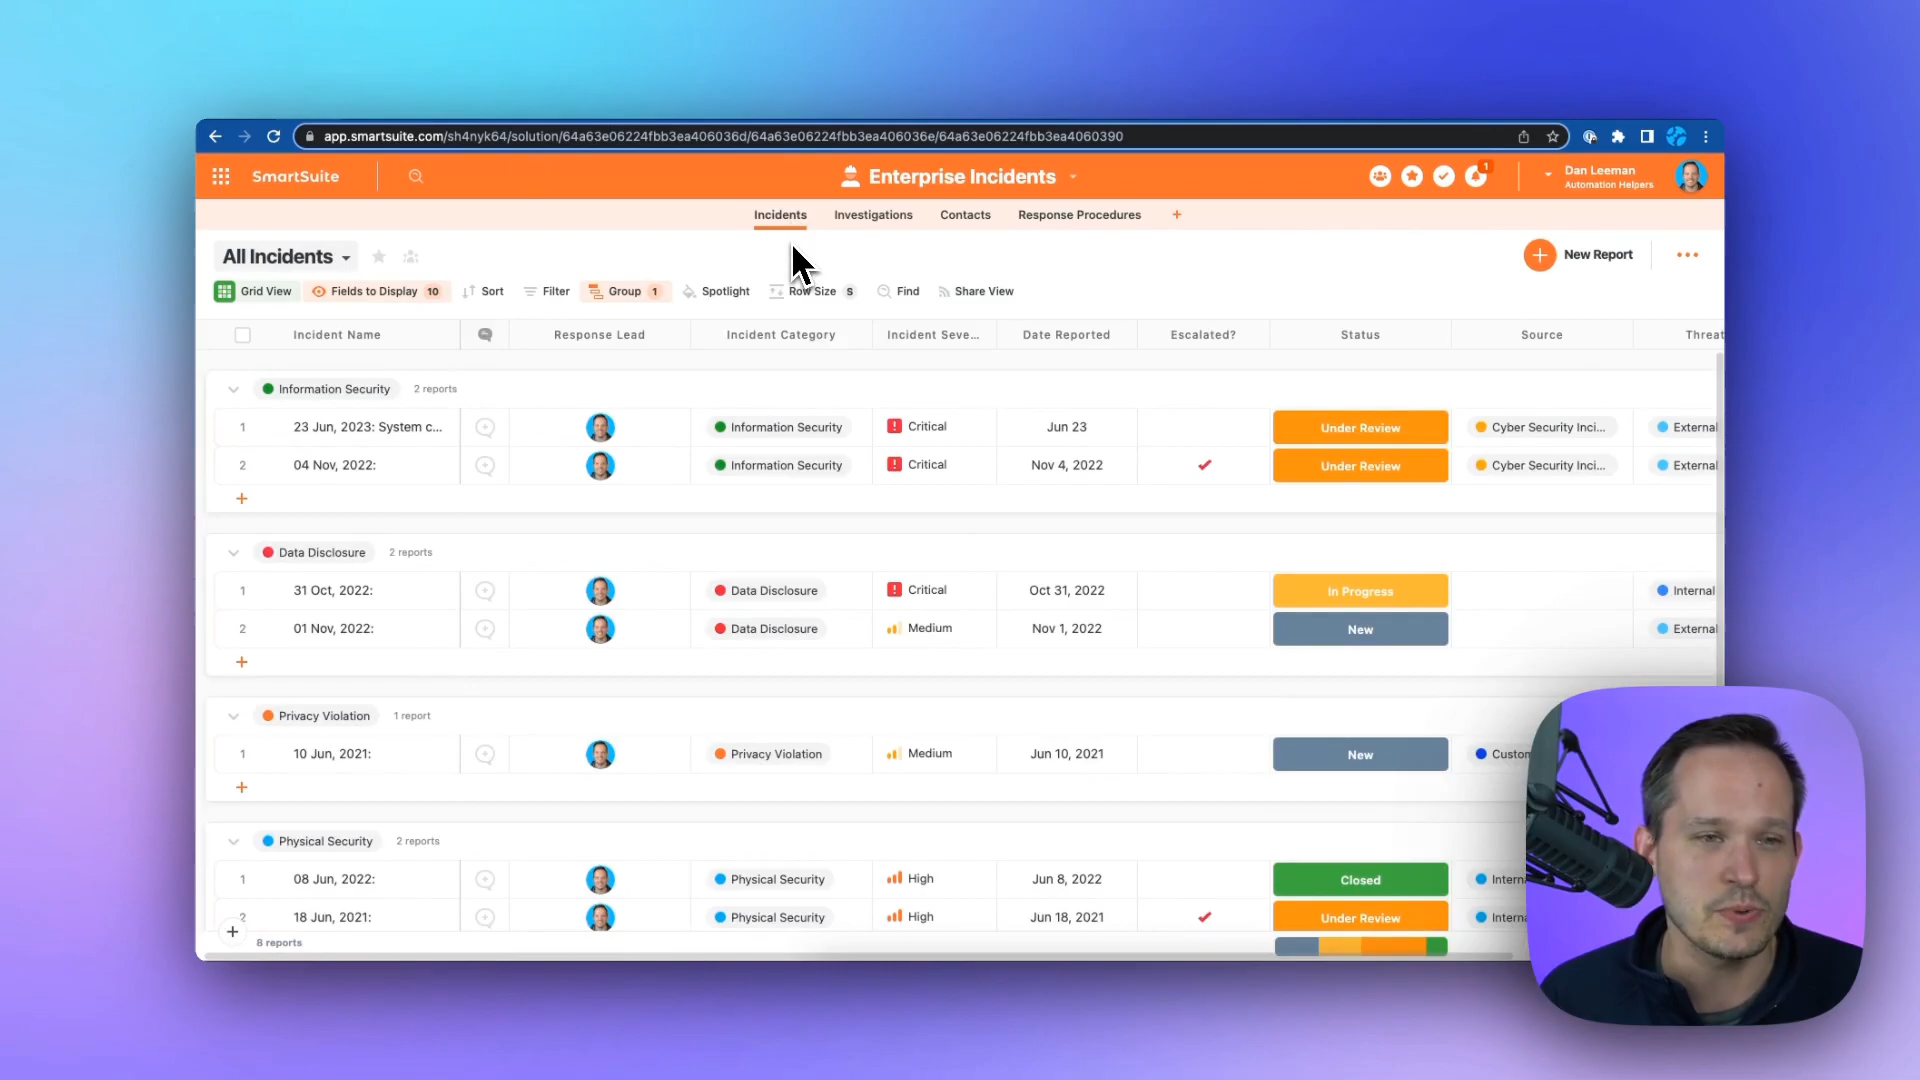 app.smartsuite.com/sh4nyk64/solution/64a63e06224fbb3ea406036d/64a63e06224fbb3ea406036e/64a63e06224fbb3ea4060390
SmartSuite
Enterprise Incidents
1
Dan Leeman
Automation Helpers
Incidents Investigations Contacts Response Procedures +
All Incidents
New Report
Grid View Fields to Display 10 Sort Filter Group 1 Spotlight Row Size S Find Share View
Incident Name Response Lead Incident Category Incident Seve... Date Reported Escalated? Status Source Threat
Information Security 2 reports
1 23 Jun, 2023: System c... Information Security Critical Jun 23 Under Review Cyber Security Inci... External
2 04 Nov, 2022: Information Security Critical Nov 4, 2022 Under Review Cyber Security Inci... External
+
Data Disclosure 2 reports
1 31 Oct, 2022: Data Disclosure Critical Oct 31, 2022 In Progress Internal
2 01 Nov, 2022: Data Disclosure Medium Nov 1, 2022 New External
+
Privacy Violation 1 report
1 10 Jun, 2021: Privacy Violation Medium Jun 10, 2021 New Custon
+
Physical Security 2 reports
1 08 Jun, 2022: Physical Security High Jun 8, 2022 Closed Intern
2 18 Jun, 2021: Physical Security High Jun 18, 2021 Under Review Intern
+
8 reports